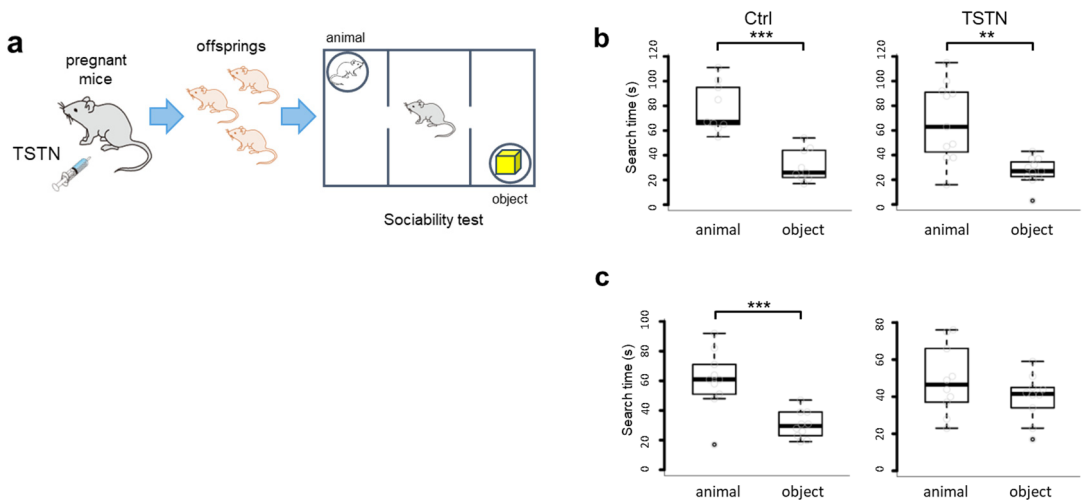 a
pregnant
mice
TSTN
offsprings
animal
object
Sociability test
b
Ctrl
***
Search time (s)
120
100
80
60
40
20
0
animal object
TSTN
**
120
100
80
60
40
20
0
animal object
c
***
Search time (s)
100
80
60
40
20
0
animal object
80
60
40
20
0
animal object